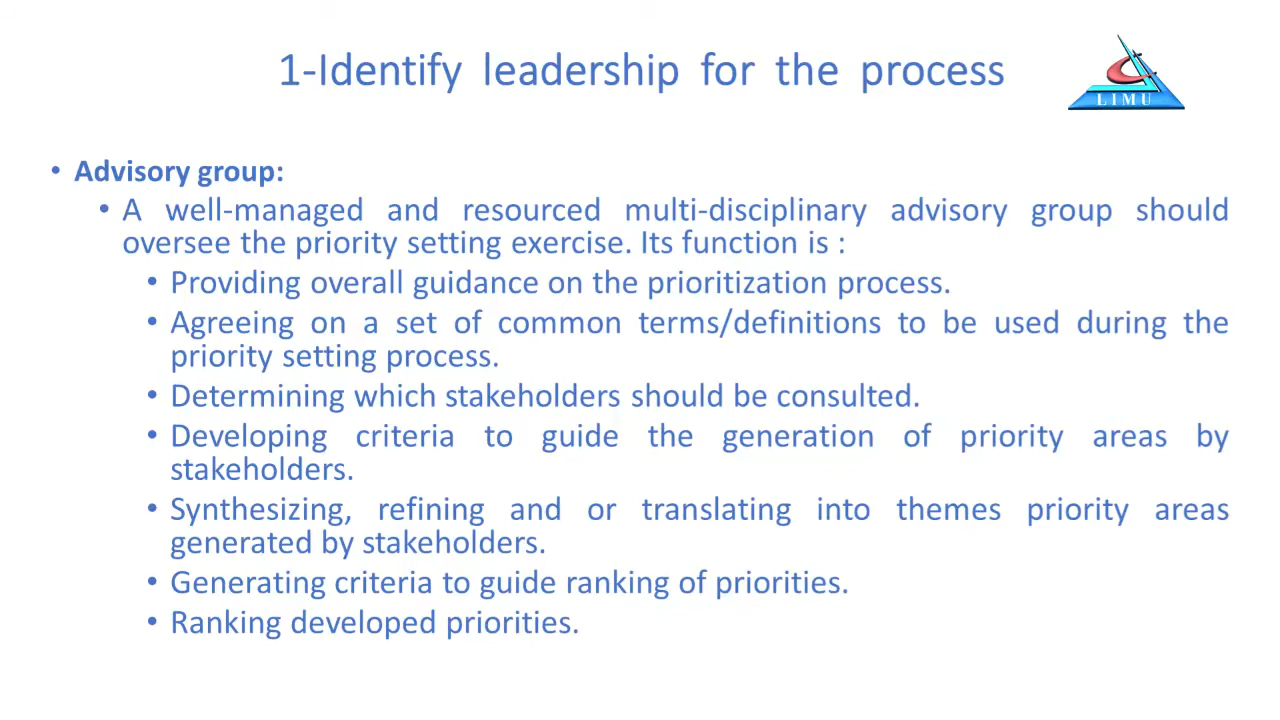 1-Identify leadership for the process
LIMU
• Advisory group:
• A well-managed and resourced multi-disciplinary advisory group should
oversee the priority setting exercise. Its function is :
• Providing overall guidance on the prioritization process.
• Agreeing on a set of common terms/definitions to be used during the
priority setting process.
• Determining which stakeholders should be consulted.
• Developing criteria to guide the generation of priority areas by
stakeholders.
• Synthesizing, refining and or translating into themes priority areas
generated by stakeholders.
• Generating criteria to guide ranking of priorities.
• Ranking developed priorities.